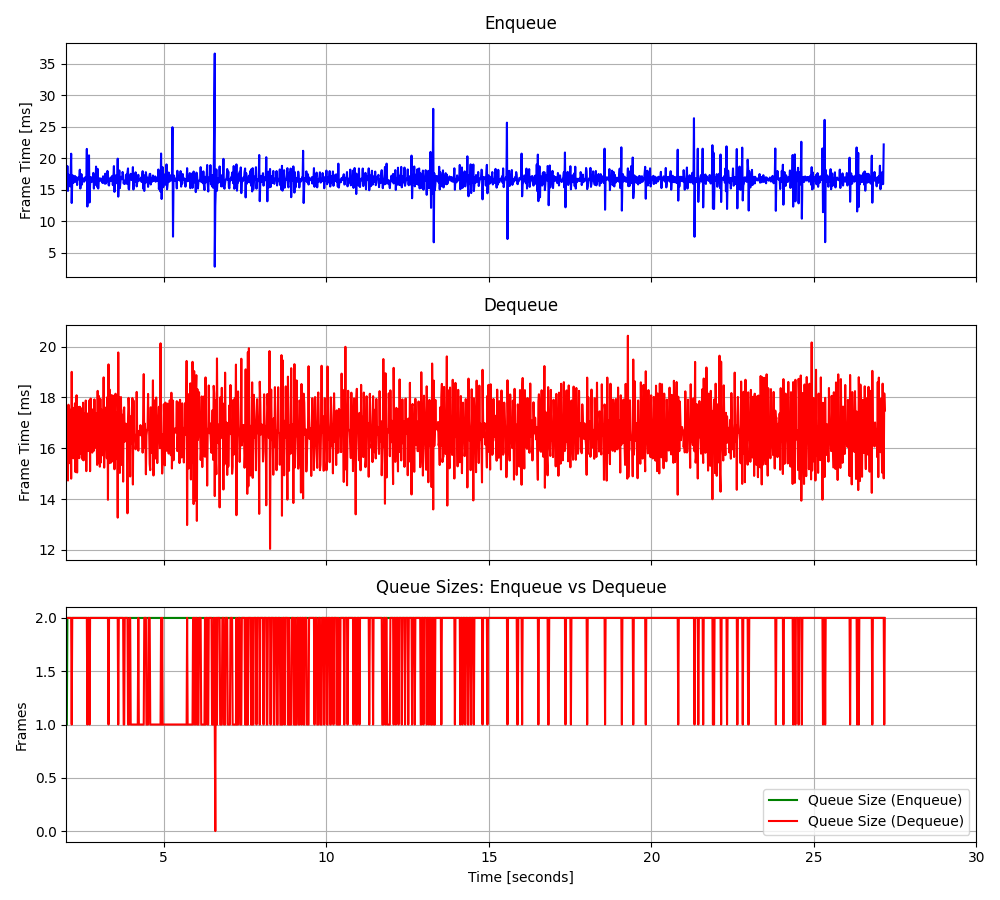 Enqueue
Frame Time [ms]
35
30
25
20
15
10
5
Dequeue
Frame Time [ms]
20
18
16
14
12
Queue Sizes: Enqueue vs Dequeue
Frames
2.0
1.5
1.0
0.5
0.0
Queue Size (Enqueue)
Queue Size (Dequeue)
5 10 15 20 25 30
Time [seconds]